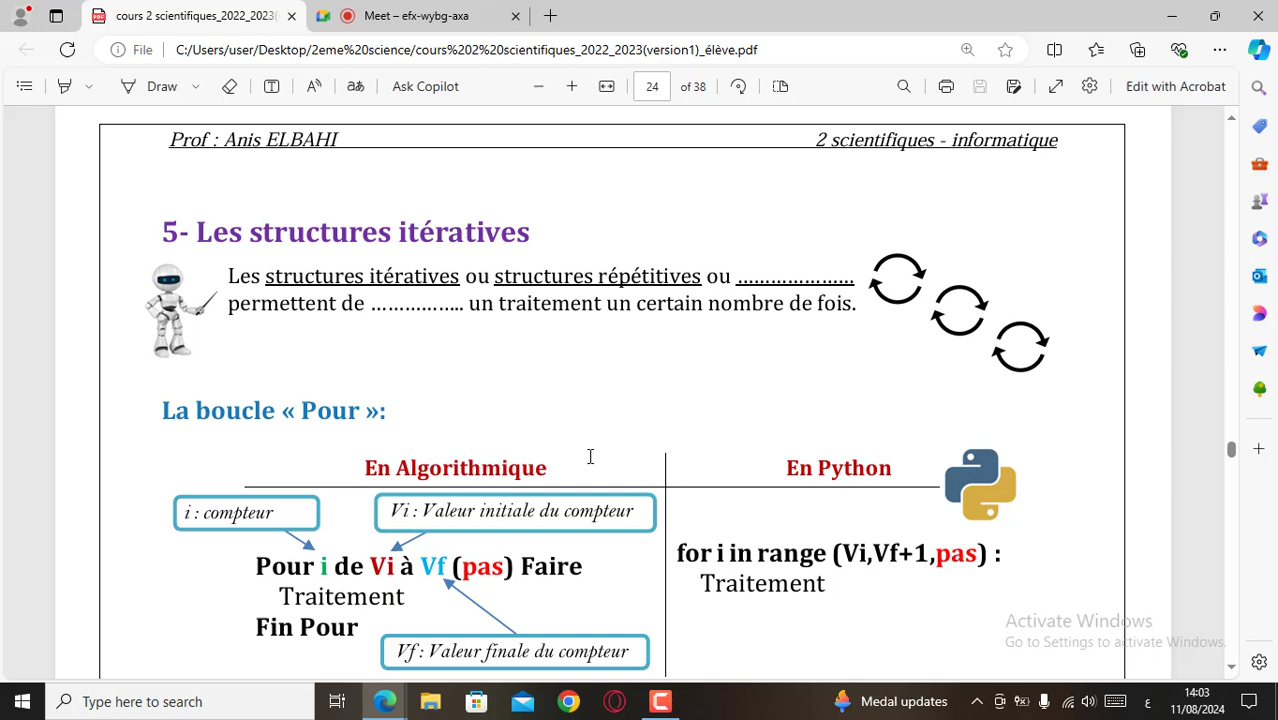 cours 2 scientifiques_2022_2023(
Meet – efx-wybg-axa
File
C:/Users/user/Desktop/2eme%20science/cours%202%20scientifiques_2022_2023(version1)_élève.pdf
Draw
Ask Copilot
24 of 38
Edit with Acrobat
Prof : Anis ELBAHI
2 scientifiques - informatique
5- Les structures itératives
Les structures itératives ou structures répétitives ou …………………
permettent de …………….. un traitement un certain nombre de fois.
La boucle « Pour »:
En Algorithmique
En Python
i : compteur
Vi : Valeur initiale du compteur
Pour i de Vi à Vf (pas) Faire
Traitement
Fin Pour
Vf : Valeur finale du compteur
for i in range (Vi,Vf+1,pas) :
Traitement
Activate Windows
Go to Settings to activate Windows.
Type here to search
Medal updates
ع
14:03
11/08/2024